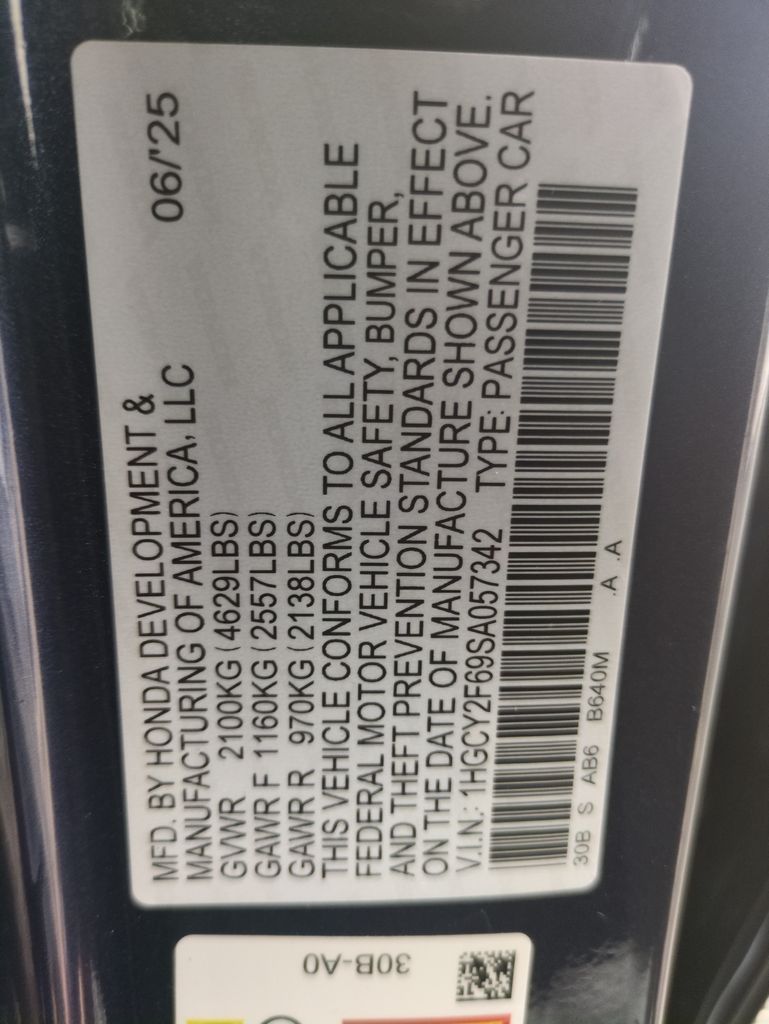 MFD. BY HONDA DEVELOPMENT &
MANUFACTURING OF AMERICA, LLC 06/'25
GVWR 2100KG (4629LBS)
GAWR F 1160KG (2557LBS)
GAWR R 970KG (2138LBS)
THIS VEHICLE CONFORMS TO ALL APPLICABLE
FEDERAL MOTOR VEHICLE SAFETY, BUMPER,
AND THEFT PREVENTION STANDARDS IN EFFECT
ON THE DATE OF MANUFACTURE SHOWN ABOVE.
V.I.N.: 1HGCY2F69SA057342 TYPE: PASSENGER CAR
30B S AB6 B640M .A .A
30B-A0